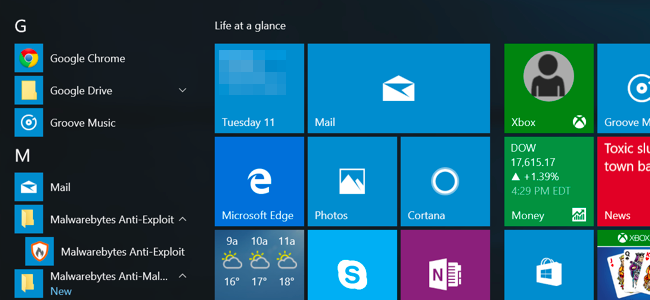 G
Google Chrome
Google Drive
Groove Music
M
Mail
Malwarebytes Anti-Exploit
Malwarebytes Anti-Exploit
Malwarebytes Anti-Mal...
New
Life at a glance
Tuesday 11
Mail
Microsoft Edge
Photos
Cortana
9a 10a 11a
16° 17° 18°
Xbox
Groove M
DOW
17,615.17
▲ +1.39%
4:29 PM EDT
Money
Toxic slu
town ba
News
XBOX